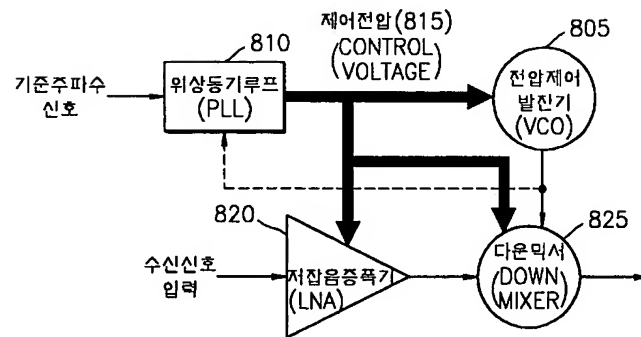 810
제어전압(815)
(CONTROL
VOLTAGE)
805
기준주파수
신호
위상동기루프
(PLL)
전압제어
발진기
(VCO)
820
825
수신신호
입력
저잡음증폭기
(LNA)
다운믹서
(DOWN
MIXER)